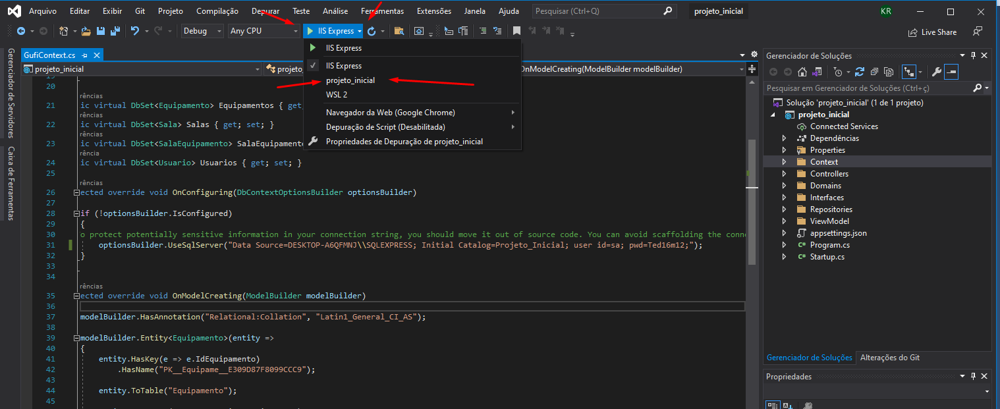 Arquivo Editar Exibir Git Projeto Compilação Depurar Teste Análise Ferramentas Extensões Janela Ajuda Pesquisar (Ctrl+Q) projeto_inicial KR
Debug Any CPU IIS Express Live Share
Gerenciador de Servidores
Caixa de Ferramentas
GufiContext.cs
projeto_inicial projeto_ OnModelCreating(ModelBuilder modelBuilder)
IIS Express
IIS Express
projeto_inicial
WSL 2
Navegador da Web (Google Chrome)
Depuração de Script (Desabilitada)
Propriedades de Depuração de projeto_inicial
19
20
rências
21 ic virtual DbSet<Equipamento> Equipamentos { get;
rências
22 ic virtual DbSet<Sala> Salas { get; set; }
rências
23 ic virtual DbSet<SalaEquipamento> SalaEquipamento
rência
24 ic virtual DbSet<Usuario> Usuarios { get; set; }
25
rências
26 ected override void OnConfiguring(DbContextOptionsBuilder optionsBuilder)
27
28 if (!optionsBuilder.IsConfigured)
29 {
30 o protect potentially sensitive information in your connection string, you should move it out of source code. You can avoid scaffolding the conne
31 optionsBuilder.UseSqlServer("Data Source=DESKTOP-A6QFMNJ\\SQLEXPRESS; Initial Catalog=Projeto_Inicial; user id=sa; pwd=Ted16m12;");
32 }
33
34
rências
35 ected override void OnModelCreating(ModelBuilder modelBuilder)
36
37 modelBuilder.HasAnnotation("Relational:Collation", "Latin1_General_CI_AS");
38
39 modelBuilder.Entity<Equipamento>(entity =>
40 {
41 entity.HasKey(e => e.IdEquipamento)
42 .HasName("PK__Equipame__E309D87F8099CCC9");
43
44 entity.ToTable("Equipamento");
45
Gerenciador de Soluções
Pesquisar em Gerenciador de Soluções (Ctrl+ç)
Solução 'projeto_inicial' (1 de 1 projeto)
projeto_inicial
Connected Services
Dependências
Properties
Context
Controllers
Domains
Interfaces
Repositories
ViewModel
appsettings.json
C# Program.cs
C# Startup.cs
Gerenciador de Soluções Alterações do Git
Propriedades